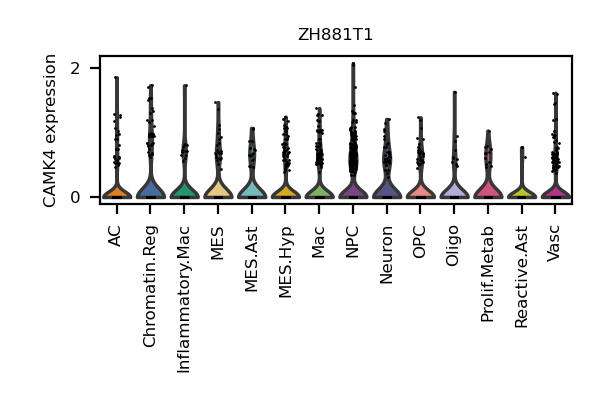 ZH881T1
CAMK4 expression
2
0
AC
Chromatin.Reg
Inflammatory.Mac
MES
MES.Ast
MES.Hyp
Mac
NPC
Neuron
OPC
Oligo
Prolif.Metab
Reactive.Ast
Vasc